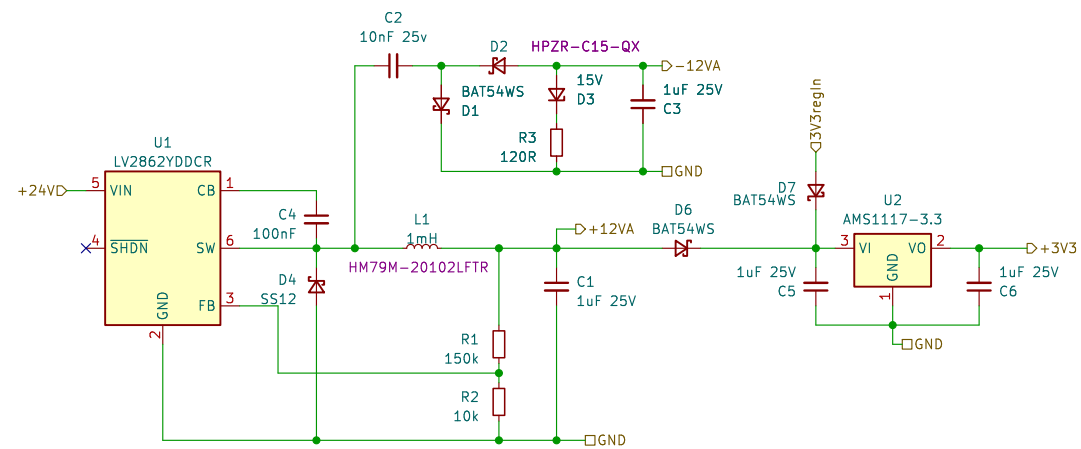 C2
10nF 25v
D2
HPZR-C15-QX
-12VA
BAT54WS
D1
15V
D3
1uF 25V
C3
R3
120R
GND
3V3regIn
U1
LV2862YDDCR
+24V
5
VIN
CB
1
4
SHDN
SW
6
GND
FB
3
2
C4
100nF
L1
1mH
HM79M-20102LFTR
D4
SS12
+12VA
C1
1uF 25V
R1
150k
R2
10k
GND
D6
BAT54WS
D7
BAT54WS
U2
AMS1117-3.3
3
VI
VO
2
GND
1
+3V3
1uF 25V
C5
1uF 25V
C6
GND